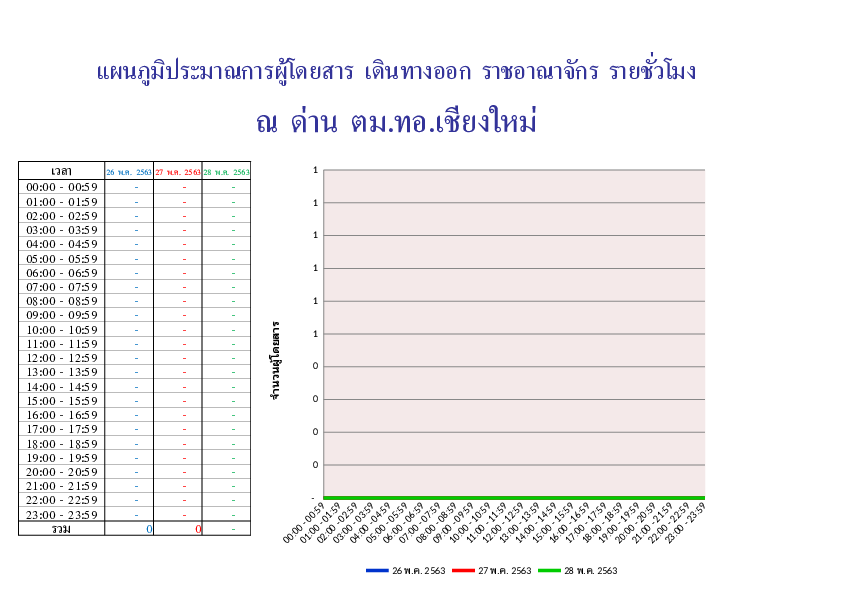 แผนภูมิประมาณการผู้โดยสาร เดินทางออก ราชอาณาจักร รายชั่วโมง
ณ ด่าน ตม.ทอ.เชียงใหม่
เวลา 26 พ.ค. 2563 27 พ.ค. 2563 28 พ.ค. 2563
00:00 - 00:59 - - -
01:00 - 01:59 - - -
02:00 - 02:59 - - -
03:00 - 03:59 - - -
04:00 - 04:59 - - -
05:00 - 05:59 - - -
06:00 - 06:59 - - -
07:00 - 07:59 - - -
08:00 - 08:59 - - -
09:00 - 09:59 - - -
10:00 - 10:59 - - -
11:00 - 11:59 - - -
12:00 - 12:59 - - -
13:00 - 13:59 - - -
14:00 - 14:59 - - -
15:00 - 15:59 - - -
16:00 - 16:59 - - -
17:00 - 17:59 - - -
18:00 - 18:59 - - -
19:00 - 19:59 - - -
20:00 - 20:59 - - -
21:00 - 21:59 - - -
22:00 - 22:59 - - -
23:00 - 23:59 - - -
รวม 0 0 -
จำนวนผู้โดยสาร
1
1
1
1
1
1
0
0
0
0
-
00:00 - 00:59
01:00 - 01:59
02:00 - 02:59
03:00 - 03:59
04:00 - 04:59
05:00 - 05:59
06:00 - 06:59
07:00 - 07:59
08:00 - 08:59
09:00 - 09:59
10:00 - 10:59
11:00 - 11:59
12:00 - 12:59
13:00 - 13:59
14:00 - 14:59
15:00 - 15:59
16:00 - 16:59
17:00 - 17:59
18:00 - 18:59
19:00 - 19:59
20:00 - 20:59
21:00 - 21:59
22:00 - 22:59
23:00 - 23:59
26 พ.ค. 2563 27 พ.ค. 2563 28 พ.ค. 2563